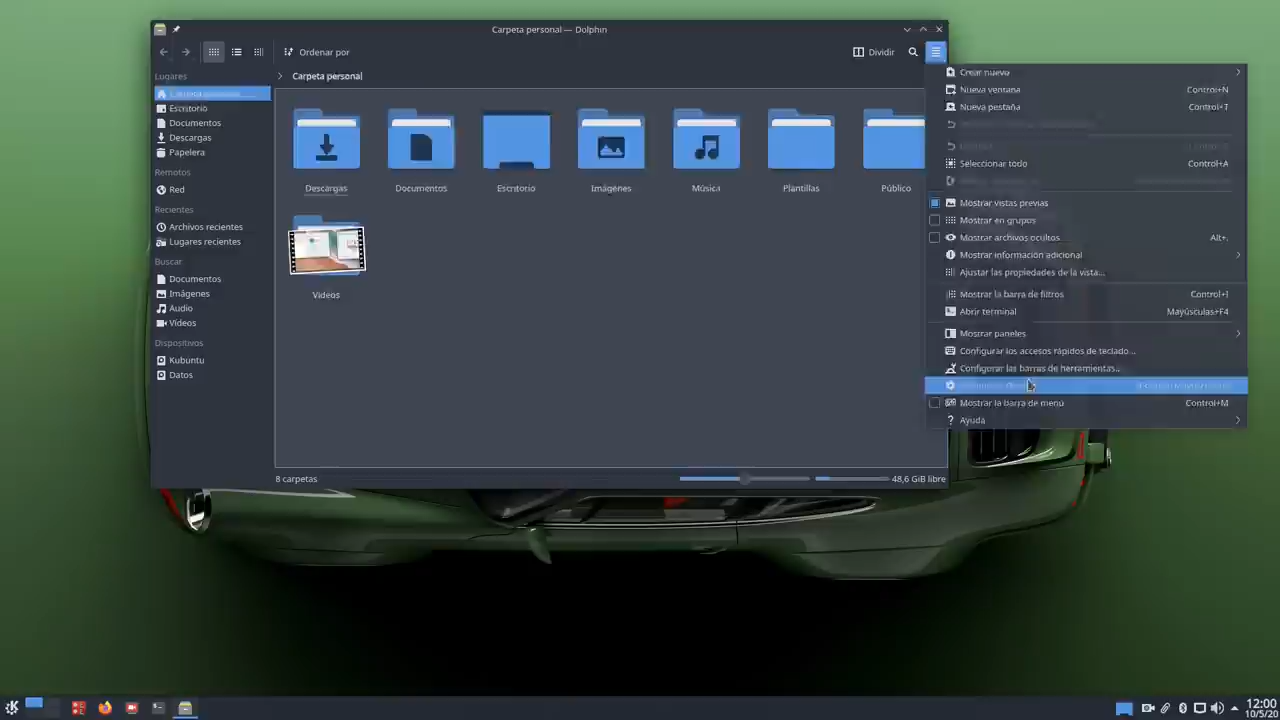 Carpeta personal — Dolphin
Ordenar por
Dividir
Lugares
Carpeta personal
Escritorio
Documentos
Descargas
Papelera
Remotos
Red
Recientes
Archivos recientes
Lugares recientes
Buscar
Documentos
Imágenes
Audio
Vídeos
Dispositivos
Kubuntu
Datos
Carpeta personal
Descargas
Documentos
Escritorio
Imágenes
Música
Plantillas
Público
Vídeos
8 carpetas
48,6 GiB libre
Crear nuevo
Nueva ventana Control+N
Nueva pestaña Control+T
Seleccionar todo Control+A
Mostrar vistas previas
Mostrar en grupos
Mostrar archivos ocultos Alt+.
Mostrar información adicional
Ajustar las propiedades de la vista...
Mostrar la barra de filtros Control+I
Abrir terminal Mayúsculas+F4
Mostrar paneles
Configurar los accesos rápidos de teclado...
Configurar las barras de herramientas...
Mostrar la barra de menú Control+M
Ayuda
12:00
10/5/20